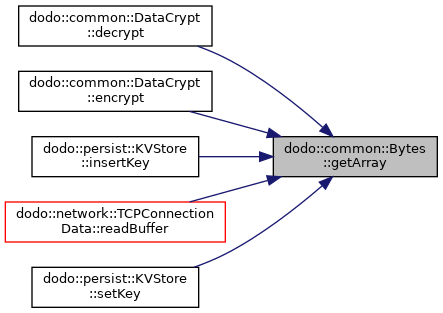 dodo::common::DataCrypt
::decrypt
dodo::common::DataCrypt
::encrypt
dodo::persist::KVStore
::insertKey
dodo::network::TCPConnection
Data::readBuffer
dodo::persist::KVStore
::setKey
dodo::common::Bytes
::getArray